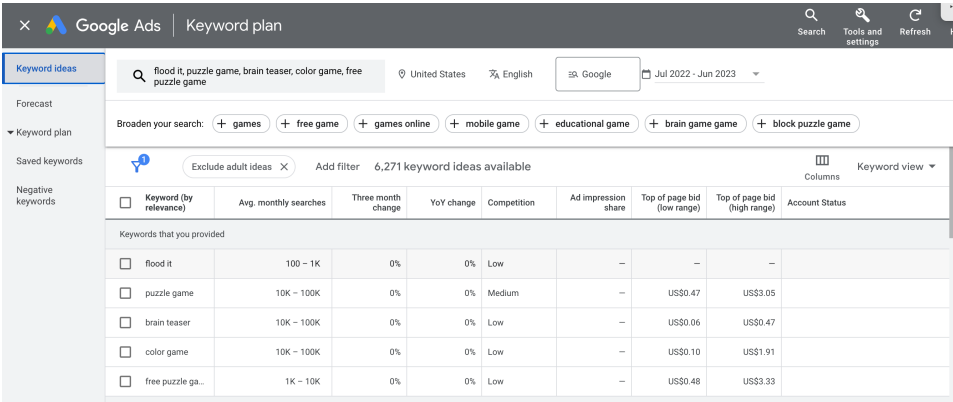 Google Ads | Keyword plan
Search
Tools and
settings
Refresh
Keyword ideas
Forecast
Keyword plan
Saved keywords
Negative
keywords
flood it, puzzle game, brain teaser, color game, free
puzzle game
United States
English
Google
Jul 2022 - Jun 2023
Broaden your search:
+ games
+ free game
+ games online
+ mobile game
+ educational game
+ brain game game
+ block puzzle game
1
Exclude adult ideas
Add filter
6,271 keyword ideas available
Columns
Keyword view
Keyword (by
relevance)
Avg. monthly searches
Three month
change
YoY change
Competition
Ad impression
share
Top of page bid
(low range)
Top of page bid
(high range)
Account Status
Keywords that you provided
flood it 100 – 1K 0% 0% Low – – –
puzzle game 10K – 100K 0% 0% Medium – US$0.47 US$3.05
brain teaser 10K – 100K 0% 0% Low – US$0.06 US$0.47
color game 10K – 100K 0% 0% Low – US$0.10 US$1.91
free puzzle ga... 1K – 10K 0% 0% Low – US$0.48 US$3.33